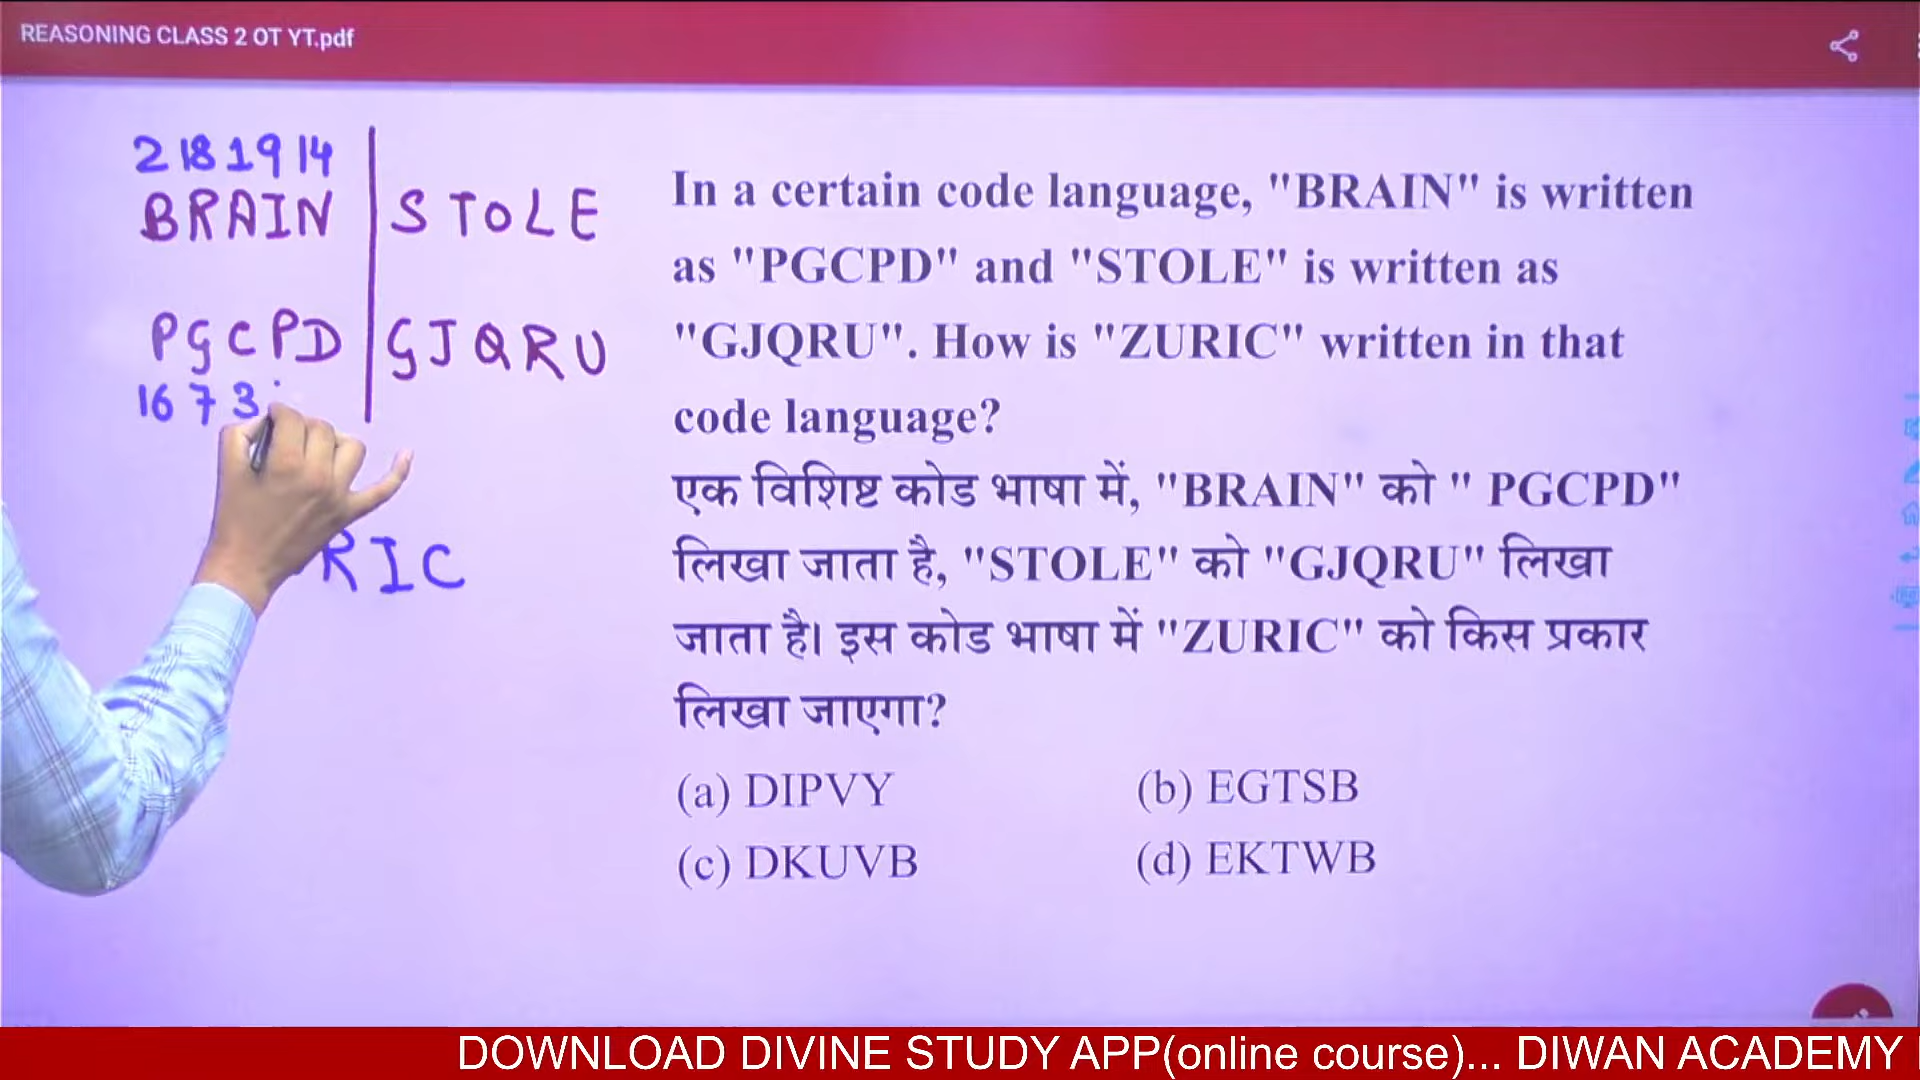 REASONING CLASS 2 OT YT.pdf
2 18 1 9 14
BRAIN
STOLE
PGCPD
GJQRU
16 7 3
RIC
In a certain code language, "BRAIN" is written
as "PGCPD" and "STOLE" is written as
"GJQRU". How is "ZURIC" written in that
code language?
एक विशिष्ट कोड भाषा में, "BRAIN" को " PGCPD"
लिखा जाता है, "STOLE" को "GJQRU" लिखा
जाता है। इस कोड भाषा में "ZURIC" को किस प्रकार
लिखा जाएगा?
(a) DIPVY (b) EGTSB
(c) DKUVB (d) EKTWB
DOWNLOAD DIVINE STUDY APP(online course)... DIWAN ACADEMY